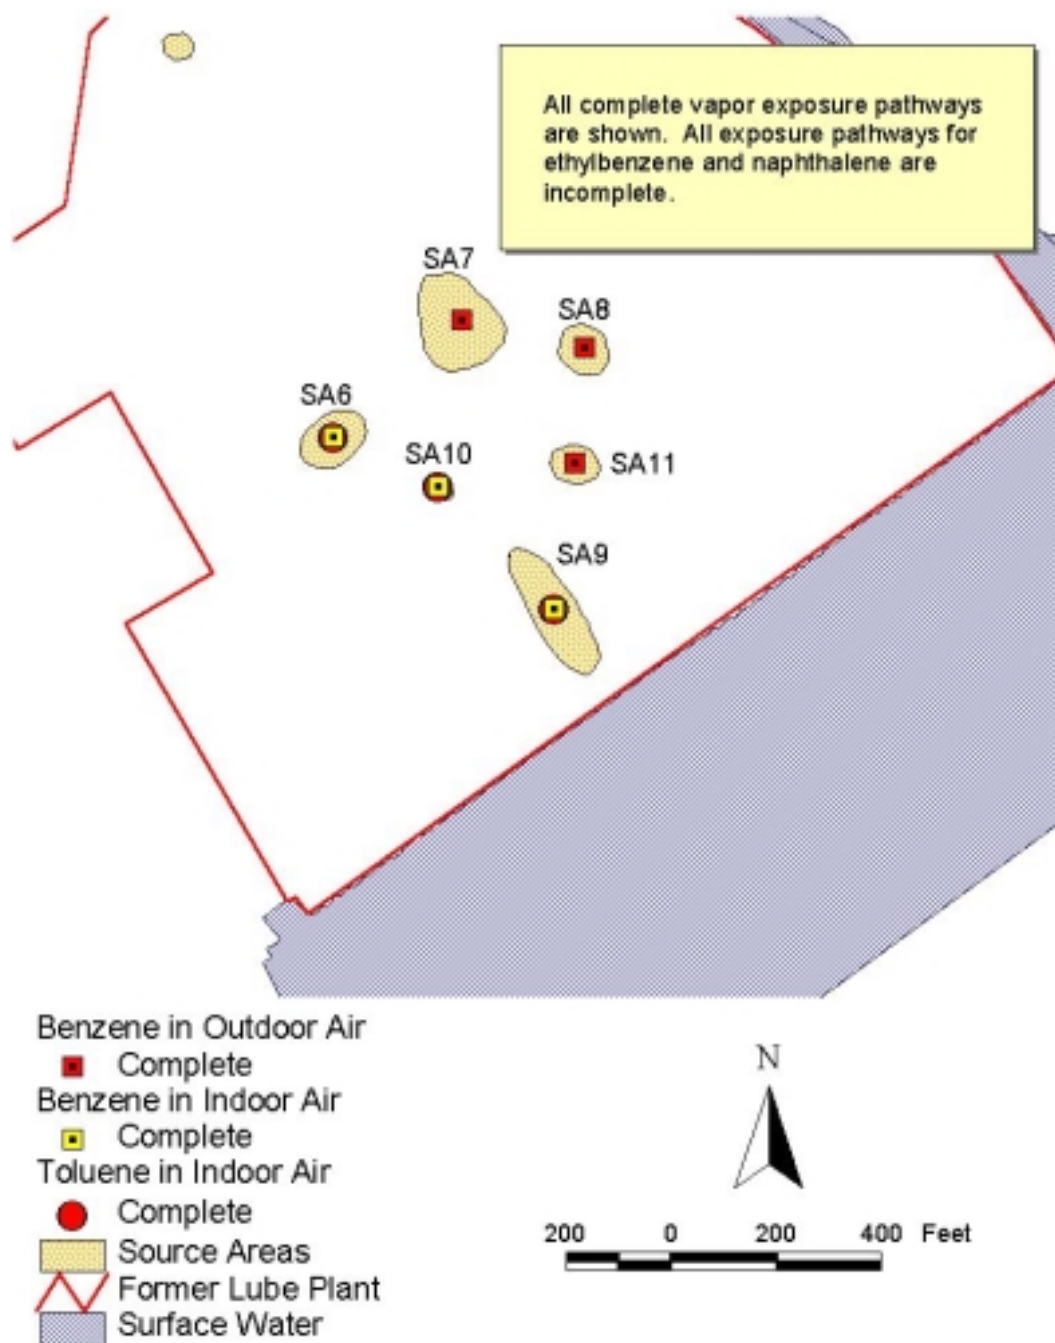 All complete vapor exposure pathways
are shown. All exposure pathways for
ethylbenzene and naphthalene are
incomplete.
SA7
SA8
SA6
SA10
SA11
SA9
Benzene in Outdoor Air
Complete
Benzene in Indoor Air
Complete
Toluene in Indoor Air
Complete
Source Areas
Former Lube Plant
Surface Water
N
200 0 200 400 Feet